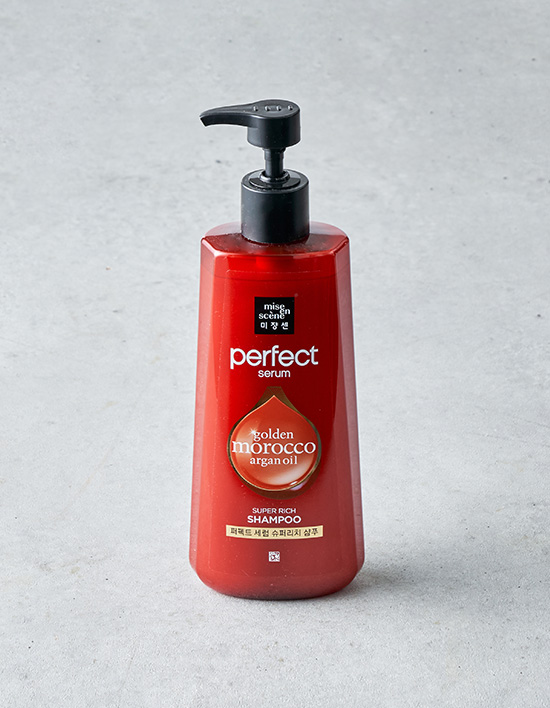 mise
en
scène
미쟝센
perfect
serum
golden
morocco
argan oil
SUPER RICH
SHAMPOO
퍼펙트 세럼 슈퍼리치 샴푸